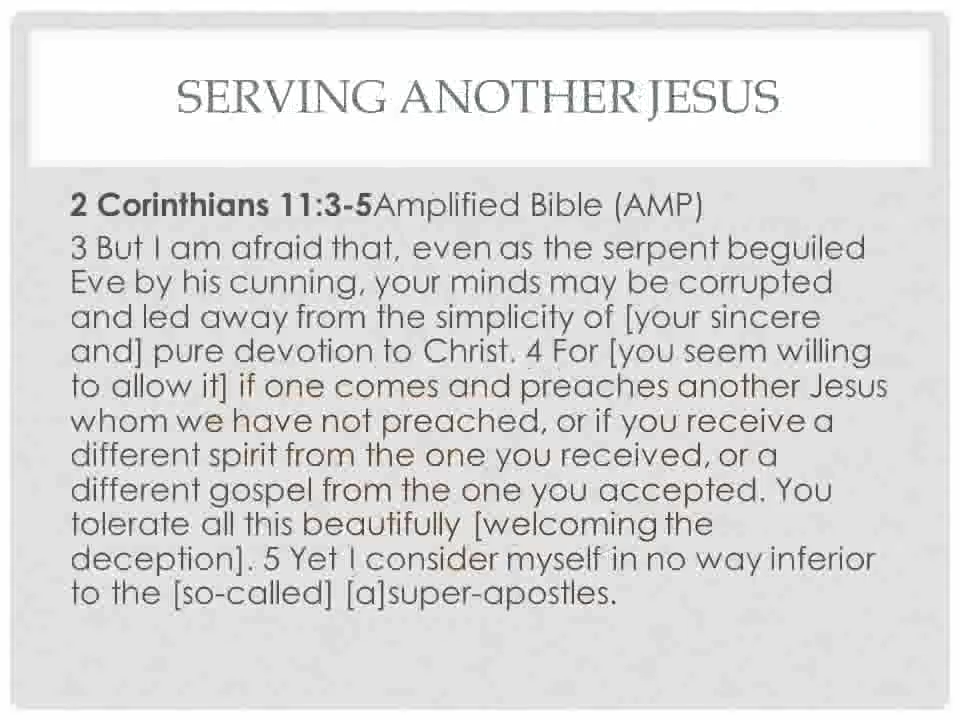 SERVING ANOTHER JESUS
2 Corinthians 11:3-5Amplified Bible (AMP)
3 But I am afraid that, even as the serpent beguiled
Eve by his cunning, your minds may be corrupted
and led away from the simplicity of [your sincere
and] pure devotion to Christ. 4 For [you seem willing
to allow it] if one comes and preaches another Jesus
whom we have not preached, or if you receive a
different spirit from the one you received, or a
different gospel from the one you accepted. You
tolerate all this beautifully [welcoming the
deception]. 5 Yet I consider myself in no way inferior
to the [so-called] [a]super-apostles.